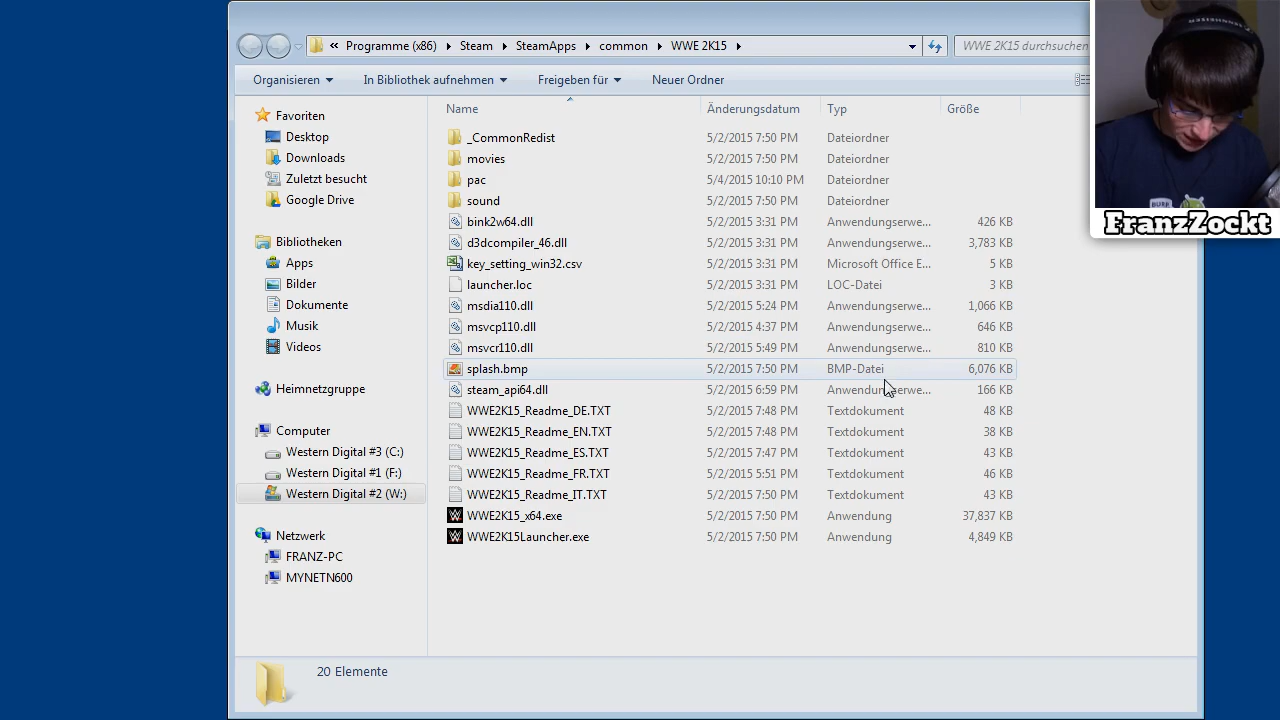 « Programme (x86) Steam SteamApps common WWE 2K15
WWE 2K15 durchsuchen
Organisieren In Bibliothek aufnehmen Freigeben für Neuer Ordner
Favoriten
Desktop
Downloads
Zuletzt besucht
Google Drive
Bibliotheken
Apps
Bilder
Dokumente
Musik
Videos
Heimnetzgruppe
Computer
Western Digital #3 (C:)
Western Digital #1 (F:)
Western Digital #2 (W:)
Netzwerk
FRANZ-PC
MYNETN600
Name Änderungsdatum Typ Größe
_CommonRedist 5/2/2015 7:50 PM Dateiordner
movies 5/2/2015 7:50 PM Dateiordner
pac 5/4/2015 10:10 PM Dateiordner
sound 5/2/2015 7:50 PM Dateiordner
bink2w64.dll 5/2/2015 3:31 PM Anwendungserwe... 426 KB
d3dcompiler_46.dll 5/2/2015 3:31 PM Anwendungserwe... 3,783 KB
key_setting_win32.csv 5/2/2015 3:31 PM Microsoft Office E... 5 KB
launcher.loc 5/2/2015 3:31 PM LOC-Datei 3 KB
msdia110.dll 5/2/2015 5:24 PM Anwendungserwe... 1,066 KB
msvcp110.dll 5/2/2015 4:37 PM Anwendungserwe... 646 KB
msvcr110.dll 5/2/2015 5:49 PM Anwendungserwe... 810 KB
splash.bmp 5/2/2015 7:50 PM BMP-Datei 6,076 KB
steam_api64.dll 5/2/2015 6:59 PM Anwendungserwe... 166 KB
WWE2K15_Readme_DE.TXT 5/2/2015 7:48 PM Textdokument 48 KB
WWE2K15_Readme_EN.TXT 5/2/2015 7:48 PM Textdokument 38 KB
WWE2K15_Readme_ES.TXT 5/2/2015 7:47 PM Textdokument 43 KB
WWE2K15_Readme_FR.TXT 5/2/2015 5:51 PM Textdokument 46 KB
WWE2K15_Readme_IT.TXT 5/2/2015 7:50 PM Textdokument 43 KB
WWE2K15_x64.exe 5/2/2015 7:50 PM Anwendung 37,837 KB
WWE2K15Launcher.exe 5/2/2015 7:50 PM Anwendung 4,849 KB
20 Elemente
FranzZockt